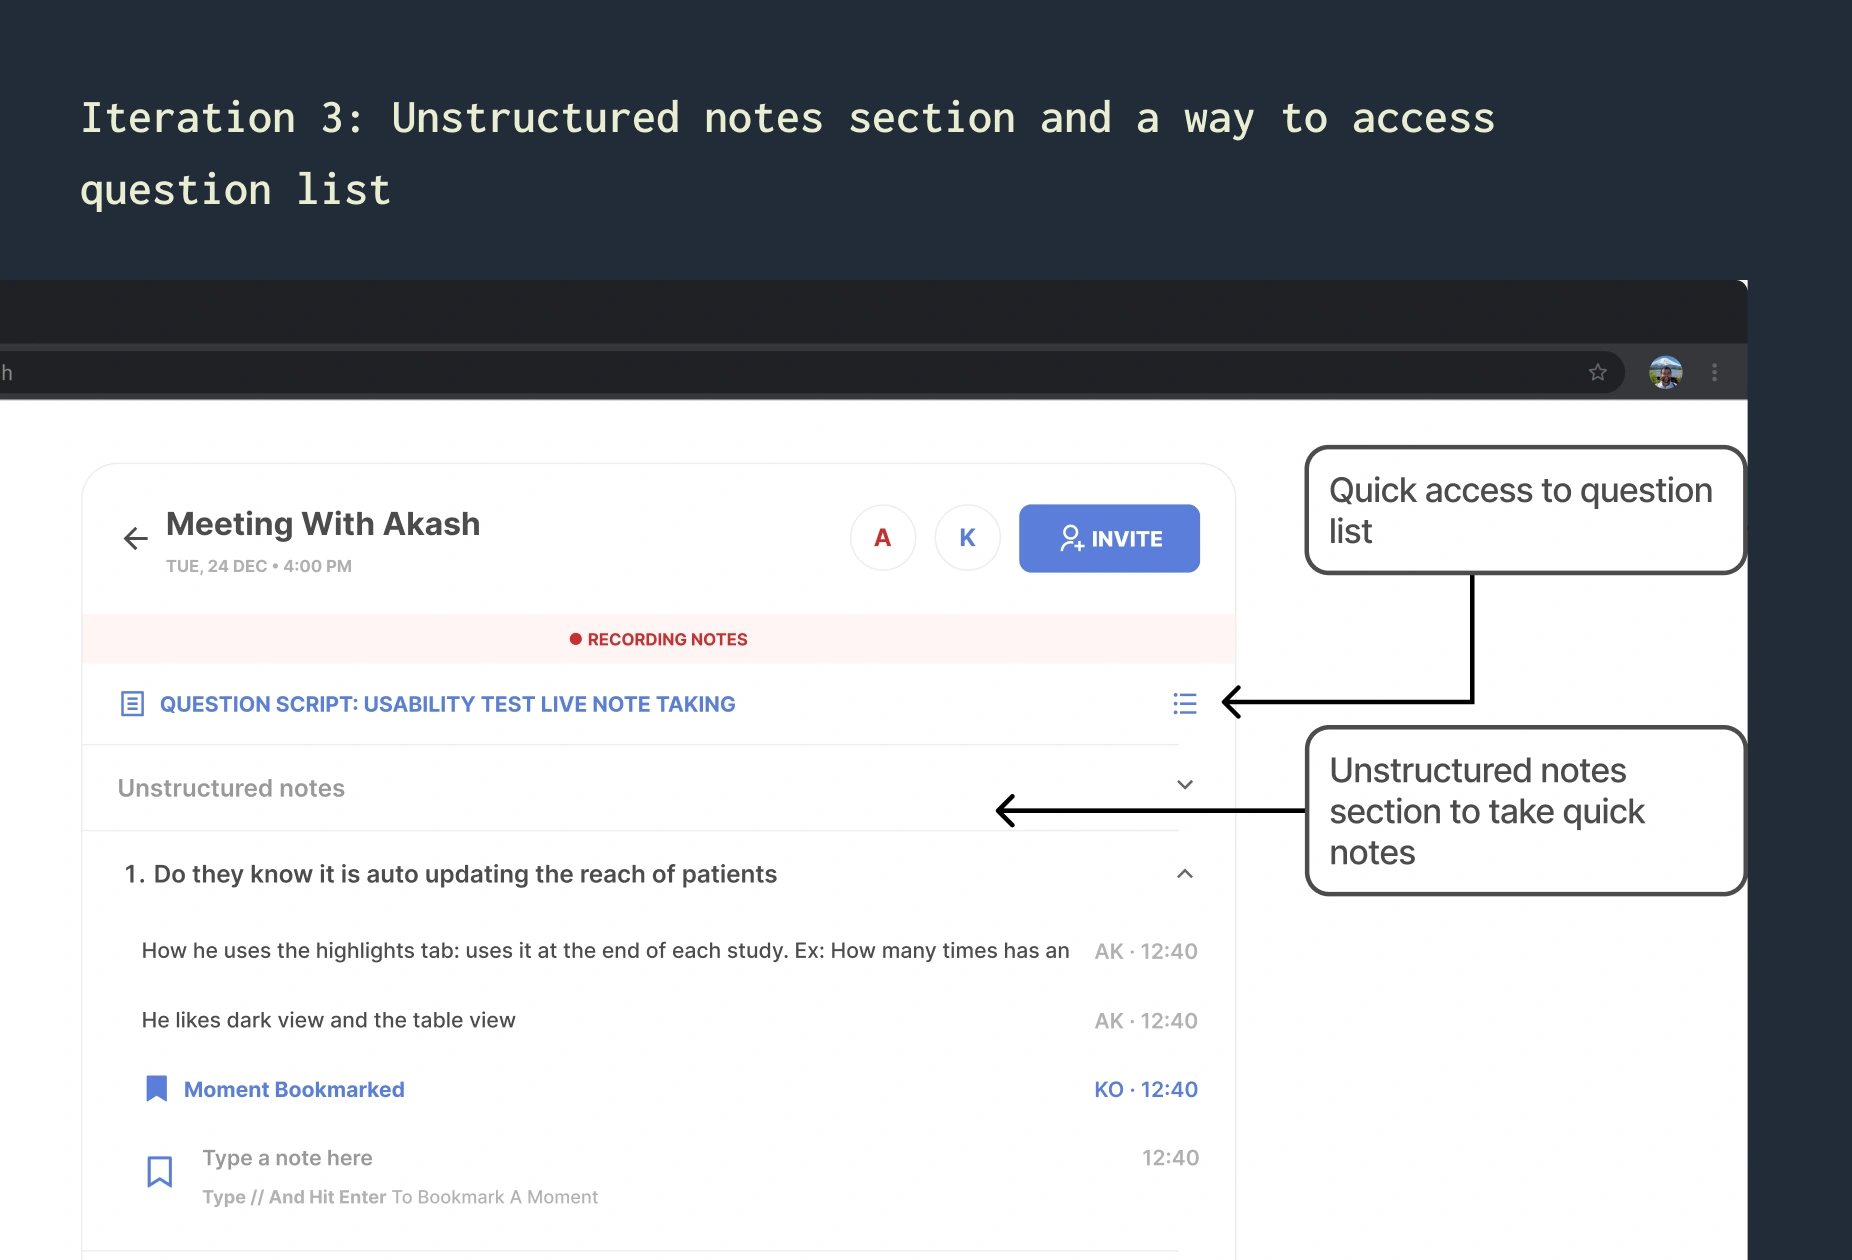 Iteration 3: Unstructured notes section and a way to access
question list
h
Meeting With Akash
TUE, 24 DEC • 4:00 PM
A
K
INVITE
RECORDING NOTES
QUESTION SCRIPT: USABILITY TEST LIVE NOTE TAKING
Unstructured notes
1. Do they know it is auto updating the reach of patients
How he uses the highlights tab: uses it at the end of each study. Ex: How many times has an
AK · 12:40
He likes dark view and the table view
AK · 12:40
Moment Bookmarked
KO · 12:40
Type a note here
12:40
Type // And Hit Enter To Bookmark A Moment
Quick access to question
list
Unstructured notes
section to take quick
notes